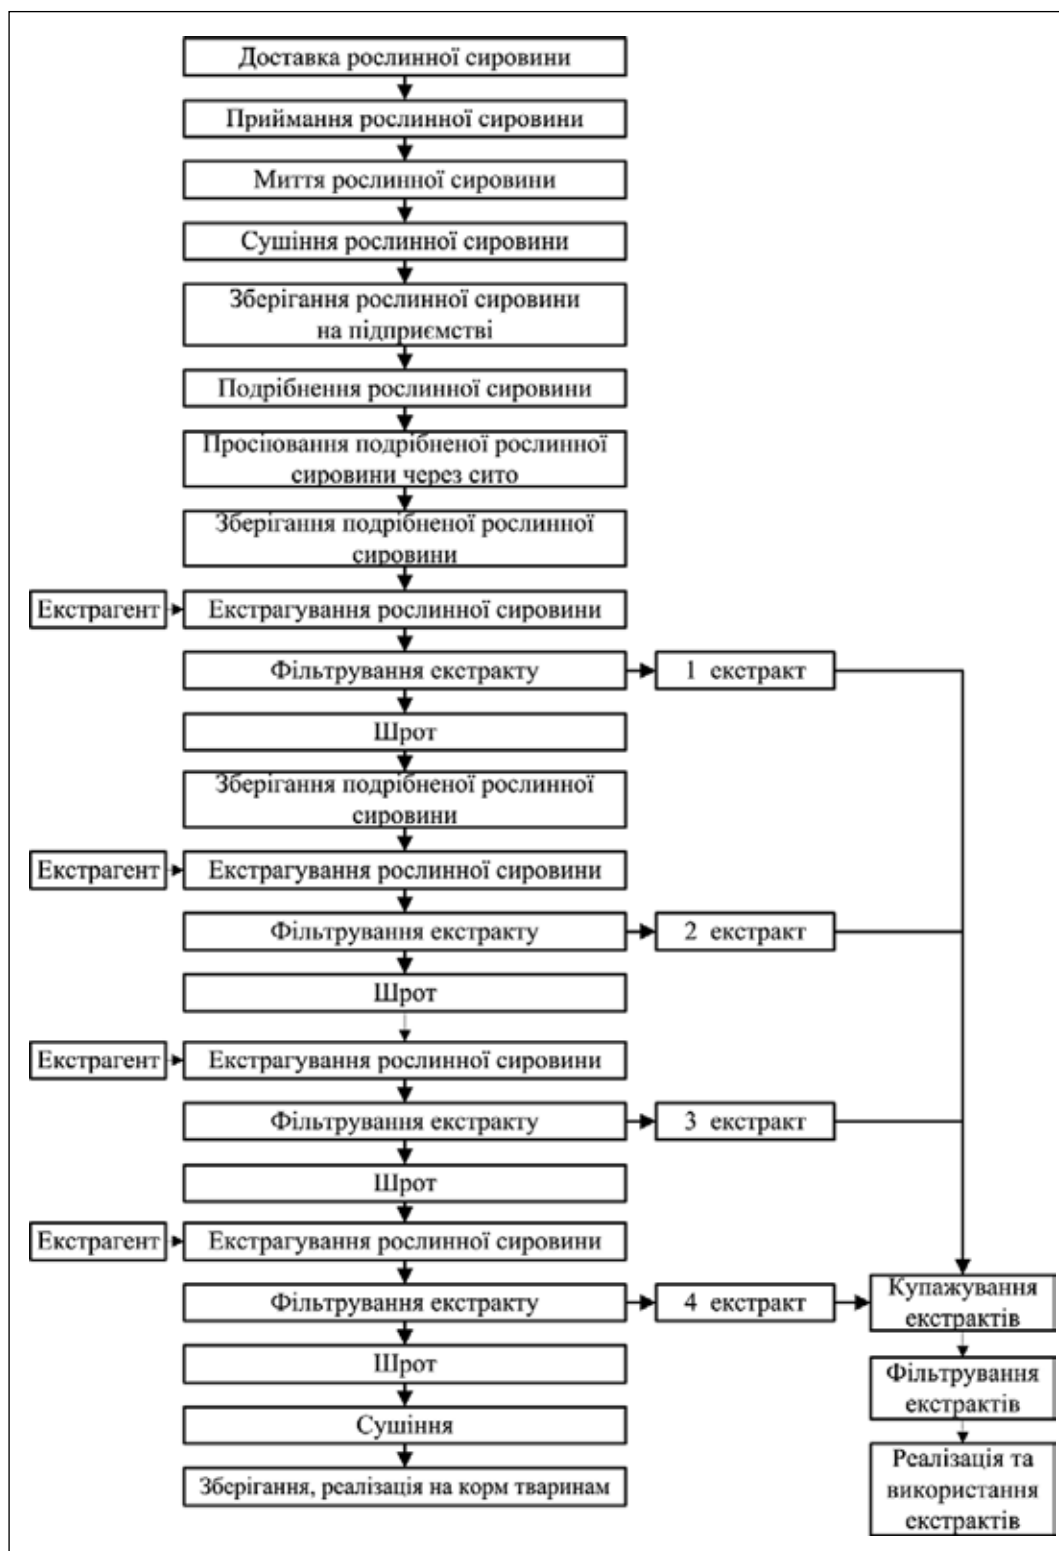 Доставка рослинної сировини
Приймання рослинної сировини
Миття рослинної сировини
Сушіння рослинної сировини
Зберігання рослинної сировини
на підприємстві
Подрібнення рослинної сировини
Просіювання подрібненої рослинної
сировини через сито
Зберігання подрібненої рослинної
сировини
Екстрагент
Екстрагування рослинної сировини
Фільтрування екстракту
1 екстракт
Шрот
Зберігання подрібненої рослинної
сировини
Екстрагент
Екстрагування рослинної сировини
Фільтрування екстракту
2 екстракт
Шрот
Екстрагент
Екстрагування рослинної сировини
Фільтрування екстракту
3 екстракт
Шрот
Екстрагент
Екстрагування рослинної сировини
Фільтрування екстракту
4 екстракт
Купажування
екстрактів
Шрот
Фільтрування
екстрактів
Сушіння
Зберігання, реалізація на корм тваринам
Реалізація та
використання
екстрактів